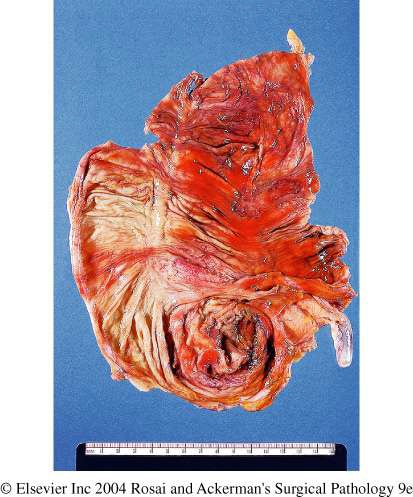 © Elsevier Inc 2004 Rosai and Ackerman's Surgical Pathology 9e